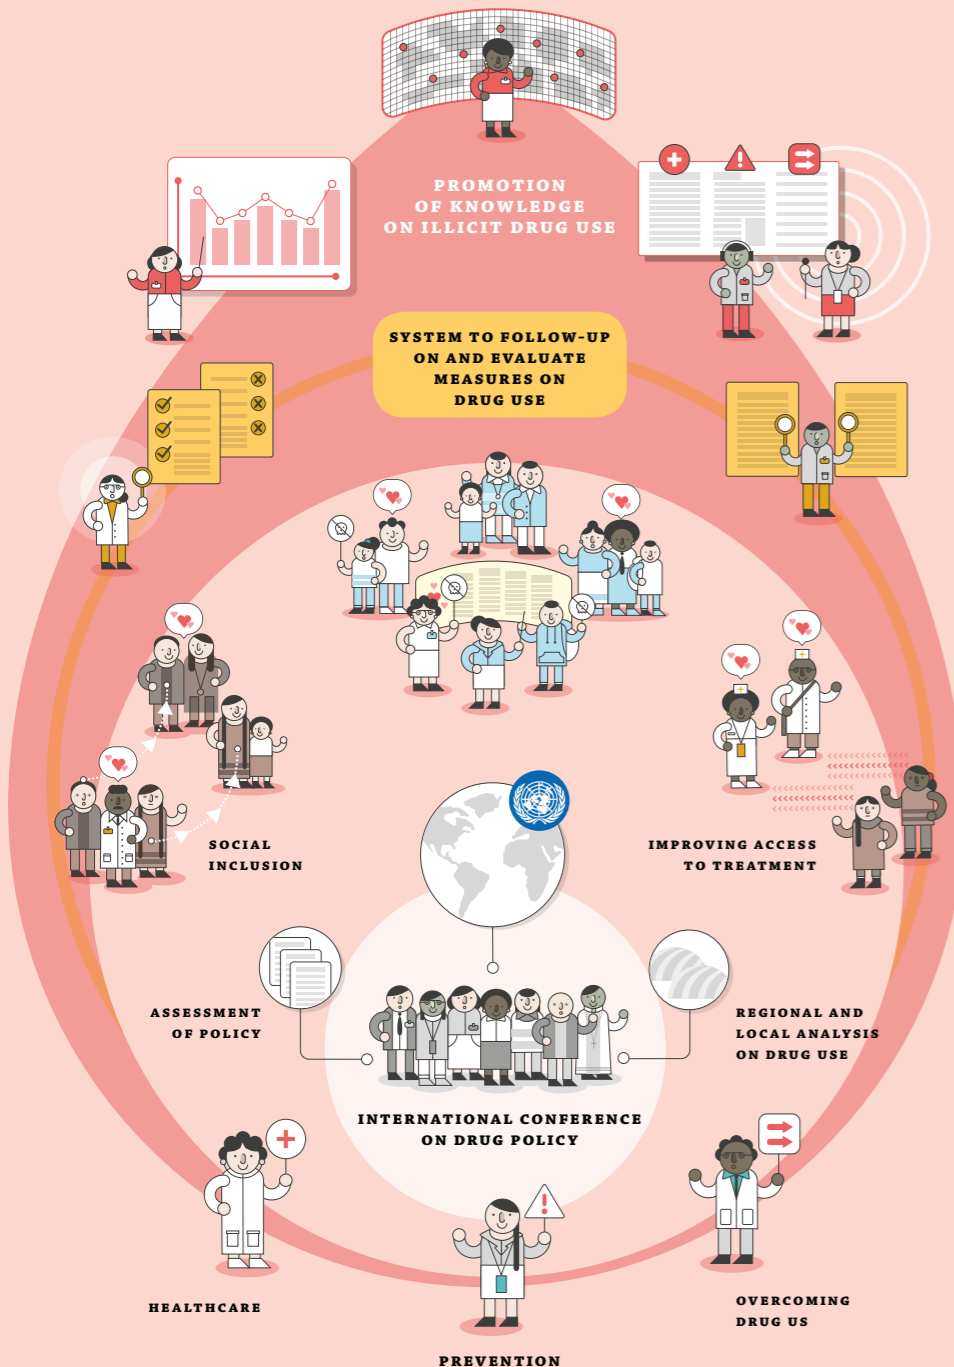 PROMOTION
OF KNOWLEDGE
ON ILLICIT DRUG USE
SYSTEM TO FOLLOW-UP
ON AND EVALUATE
MEASURES ON
DRUG USE
SOCIAL
INCLUSION
IMPROVING ACCESS
TO TREATMENT
ASSESSMENT
OF POLICY
REGIONAL AND
LOCAL ANALYSIS
ON DRUG USE
INTERNATIONAL CONFERENCE
ON DRUG POLICY
HEALTHCARE
OVERCOMING
DRUG US
PREVENTION